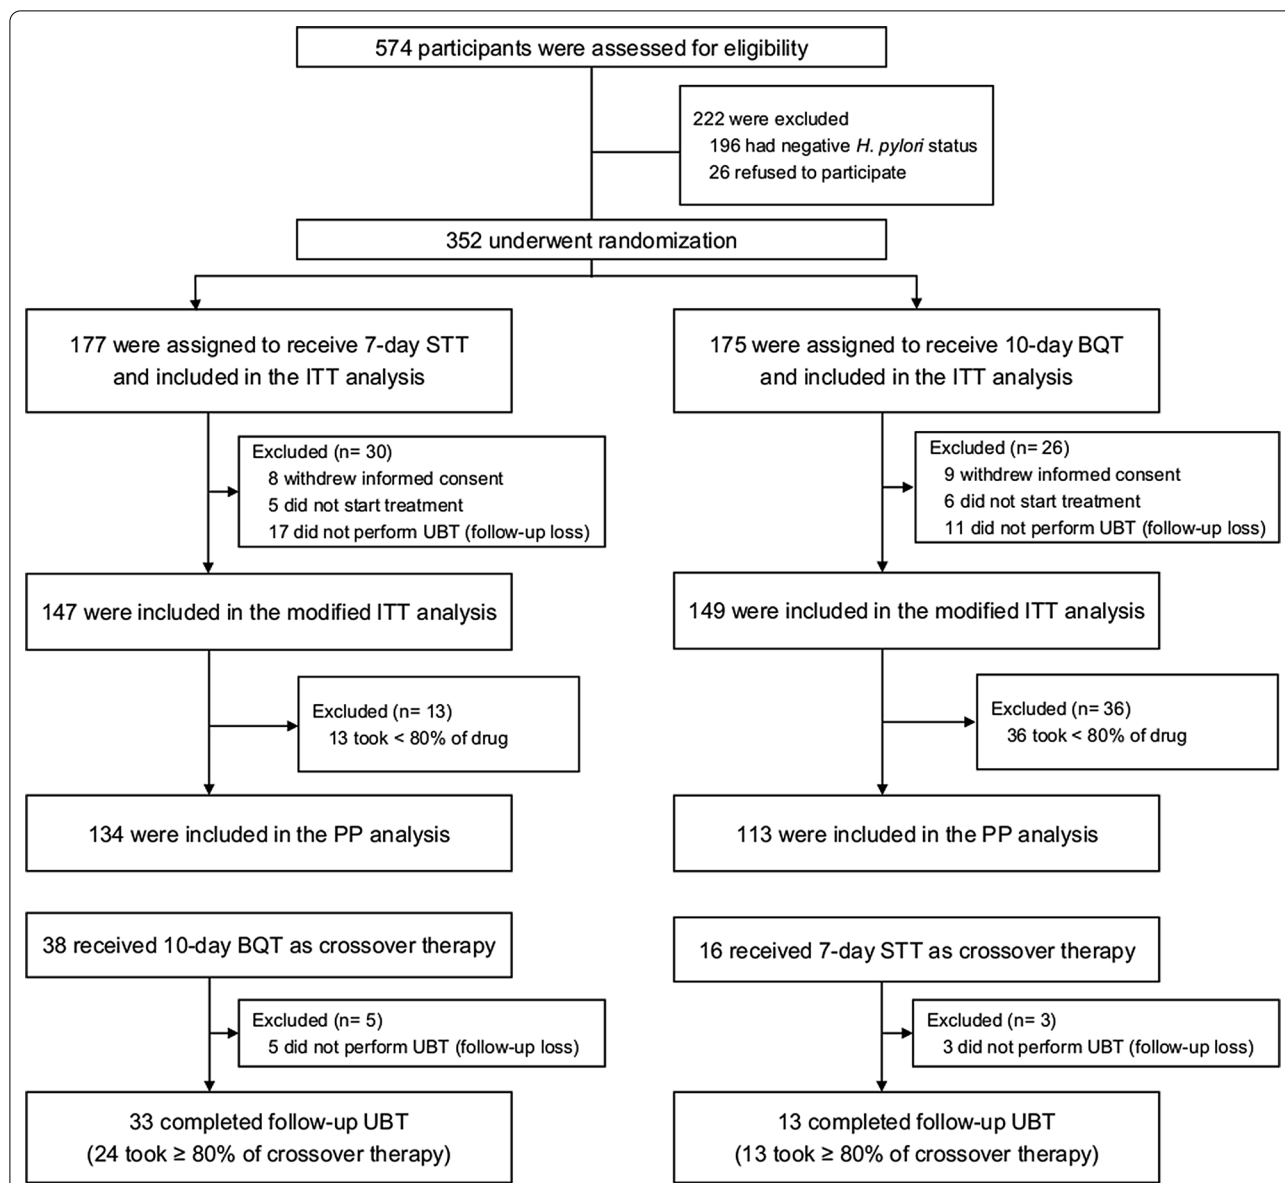 574 participants were assessed for eligibility
222 were excluded
196 had negative H. pylori status
26 refused to participate
352 underwent randomization
177 were assigned to receive 7-day STT
and included in the ITT analysis
175 were assigned to receive 10-day BQT
and included in the ITT analysis
Excluded (n= 30)
8 withdrew informed consent
5 did not start treatment
17 did not perform UBT (follow-up loss)
Excluded (n= 26)
9 withdrew informed consent
6 did not start treatment
11 did not perform UBT (follow-up loss)
147 were included in the modified ITT analysis
149 were included in the modified ITT analysis
Excluded (n= 13)
13 took < 80% of drug
Excluded (n= 36)
36 took < 80% of drug
134 were included in the PP analysis
113 were included in the PP analysis
38 received 10-day BQT as crossover therapy
16 received 7-day STT as crossover therapy
Excluded (n= 5)
5 did not perform UBT (follow-up loss)
Excluded (n= 3)
3 did not perform UBT (follow-up loss)
33 completed follow-up UBT
(24 took ≥ 80% of crossover therapy)
13 completed follow-up UBT
(13 took ≥ 80% of crossover therapy)